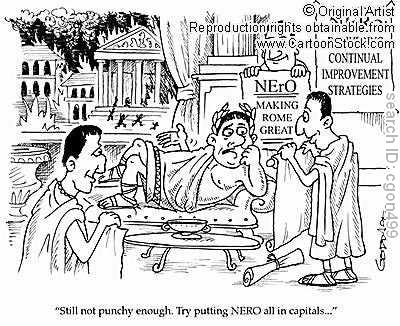 © Original Artist
Reproduction rights obtainable from
www.CartoonStock.com
CONTINUAL
IMPROVEMENT
STRATEGIES
NErO
MAKING
ROME
GREAT
search ID: cgon499
"Still not punchy enough. Try putting NERO all in capitals..."